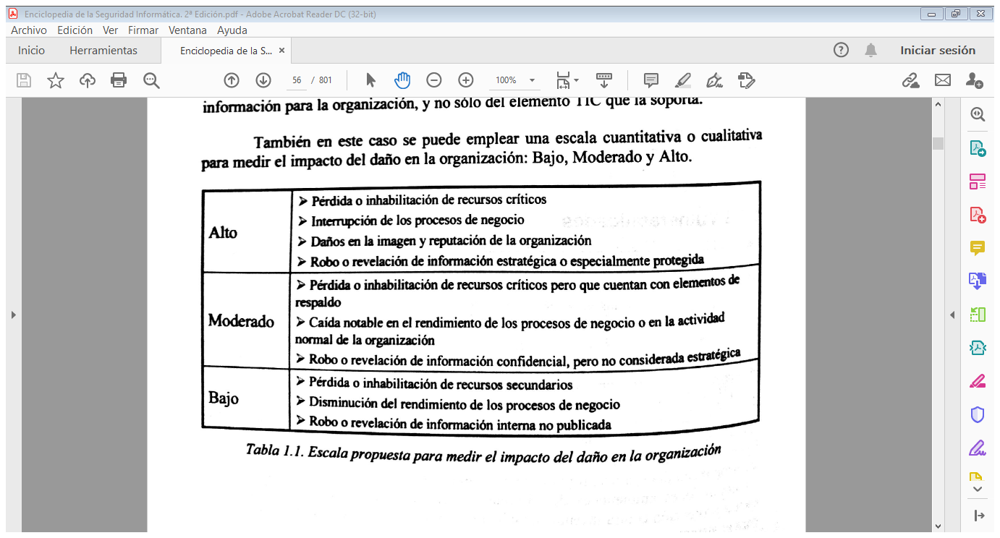 Enciclopedia de la Seguridad Informática. 2ª Edición.pdf - Adobe Acrobat Reader DC (32-bit)
Archivo Edición Ver Firmar Ventana Ayuda
Inicio Herramientas Enciclopedia de la S... × Iniciar sesión
56 / 801 100%
información para la organización, y no sólo del elemento TIC que la soporta.
También en este caso se puede emplear una escala cuantitativa o cualitativa
para medir el impacto del daño en la organización: Bajo, Moderado y Alto.
Alto
➢ Pérdida o inhabilitación de recursos críticos
➢ Interrupción de los procesos de negocio
➢ Daños en la imagen y reputación de la organización
➢ Robo o revelación de información estratégica o especialmente protegida
Moderado
➢ Pérdida o inhabilitación de recursos críticos pero que cuentan con elementos de
respaldo
➢ Caída notable en el rendimiento de los procesos de negocio o en la actividad
normal de la organización
➢ Robo o revelación de información confidencial, pero no considerada estratégica
Bajo
➢ Pérdida o inhabilitación de recursos secundarios
➢ Disminución del rendimiento de los procesos de negocio
➢ Robo o revelación de información interna no publicada
Tabla 1.1. Escala propuesta para medir el impacto del daño en la organización